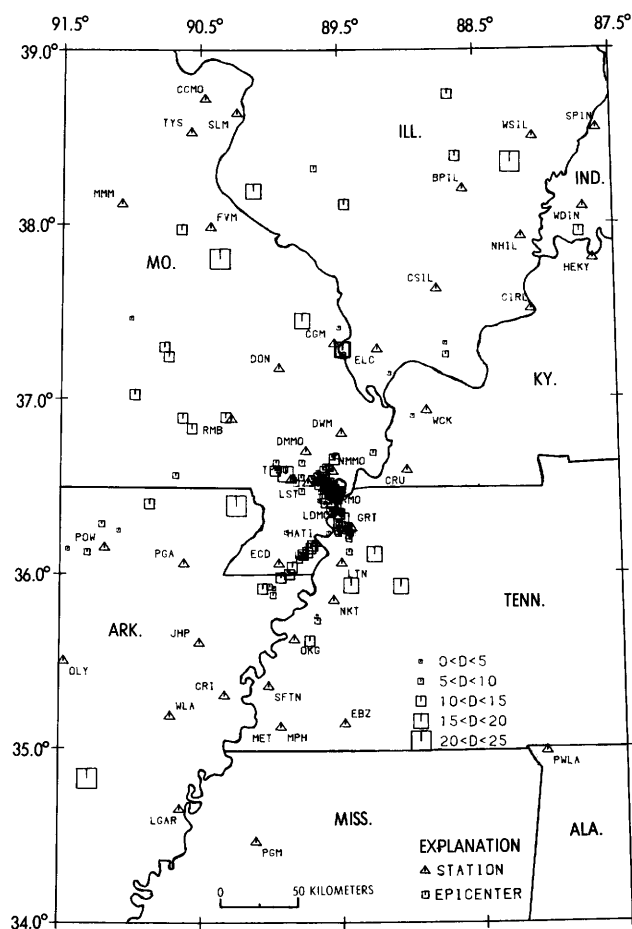 91.5 90.5 89.5 88.5 87.5
39.0°
CCMO
SLM
TYS
ILL.
WSIL
SPIN
BPIL
IND.
MMM
FVM
WDIN
38.0°
NHIL
HEKY
MO.
CSIL
CIRL
CGM
ELC
DON
KY.
37.0°
RMB
DWM
WCK
DMMO
NMMO
CRU
LST
LDMO
GRT
POW
HATI
PGA
ECD
LTN
36.0°
NKT
TENN.
ARK.
JHP
OKG
OLY
0<D<5
CRI
SFTN
5<D<10
WLA
10<D<15
EBZ
15<D<20
MET MPH
20<D<25
35.0°
PWLA
LGAR
MISS.
ALA.
PGM
EXPLANATION
STATION
EPICENTER
0 50 KILOMETERS
34.0°